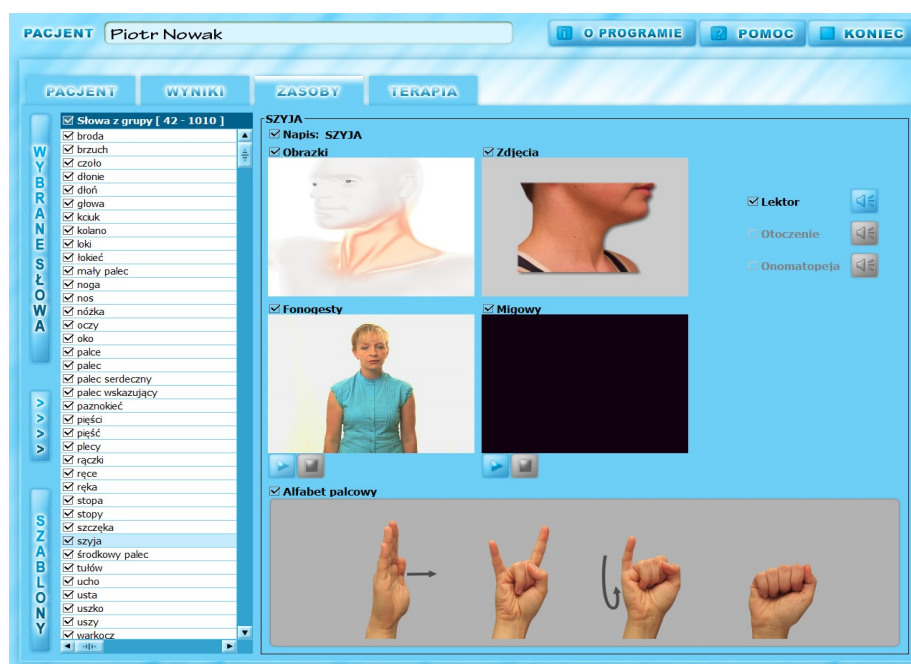 PACJENT Piotr Nowak
O PROGRAMIE
POMOC
KONIEC
PACJENT
WYNIKI
ZASOBY
TERAPIA
WYBRANE SŁOWA
> > > >
SZABLONY
Słowa z grupy [ 42 - 1010 ]
broda
brzuch
czoło
dłonie
dłoń
głowa
kciuk
kolano
loki
łokieć
mały palec
noga
nos
nóżka
oczy
oko
palce
palec
palec serdeczny
palec wskazujący
paznokieć
pięści
pięść
plecy
rączki
ręce
ręka
stopa
stopy
szczęka
szyja
środkowy palec
tułów
ucho
usta
uszko
uszy
warkocz
SZYJA
Napis: SZYJA
Obrazki
Zdjęcia
Lektor
Otoczenie
Onomatopeja
Fonogesty
Migowy
Alfabet palcowy